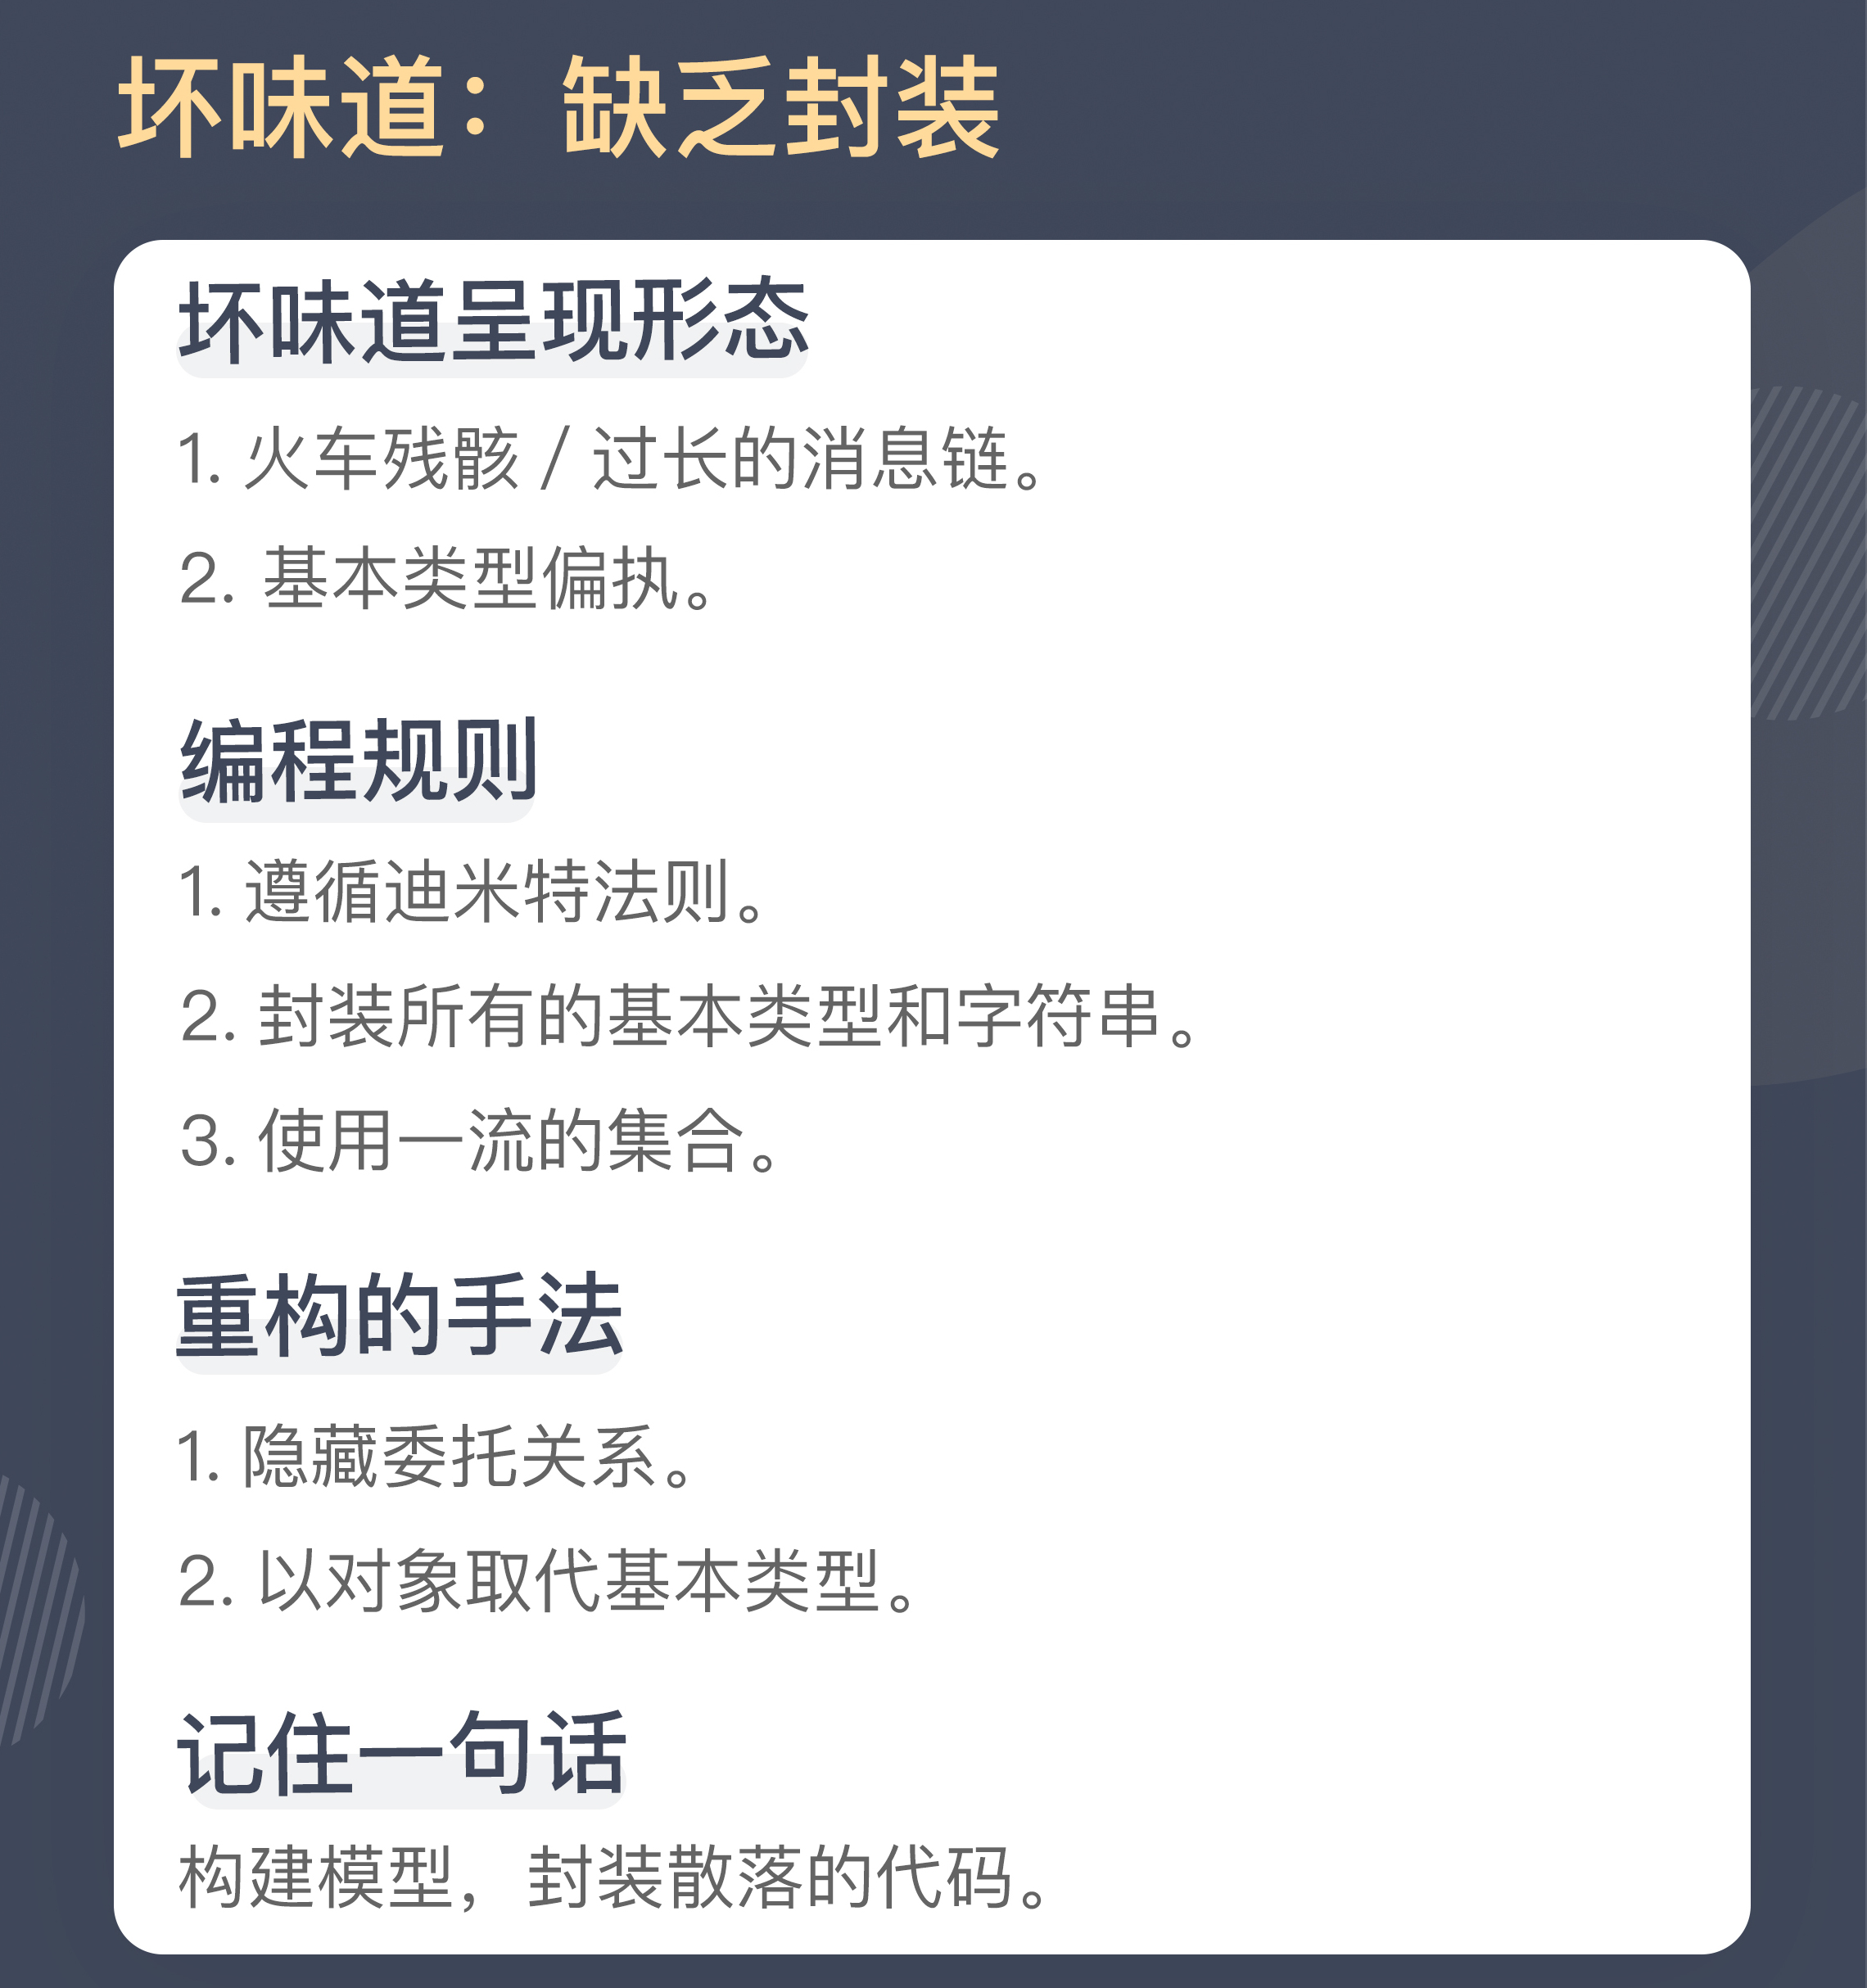 坏味道：缺乏封装
坏味道呈现形态
1. 火车残骸 / 过长的消息链。
2. 基本类型偏执。
编程规则
1. 遵循迪米特法则。
2. 封装所有的基本类型和字符串。
3. 使用一流的集合。
重构的手法
1. 隐藏委托关系。
2. 以对象取代基本类型。
记住一句话
构建模型，封装散落的代码。